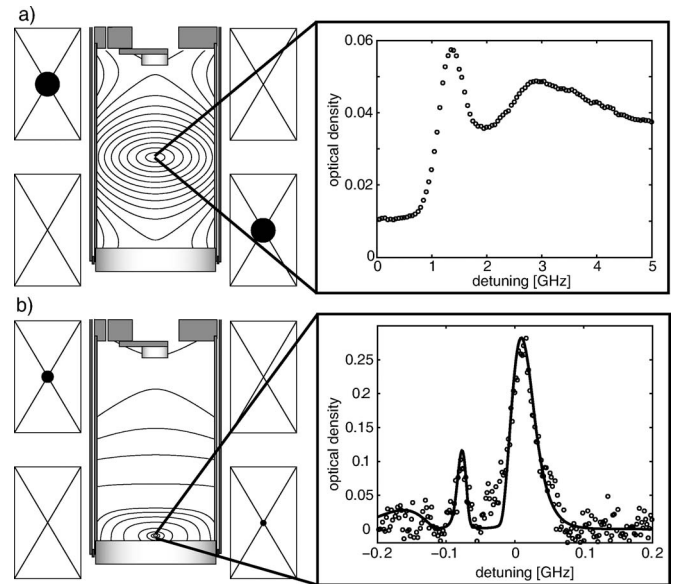 a)
0.06
0.04
0.02
0.00
optical density
0 1 2 3 4 5
detuning [GHz]
b)
0.25
0.2
0.15
0.1
0.05
0
optical density
−0.2 −0.1 0 0.1 0.2
detuning [GHz]